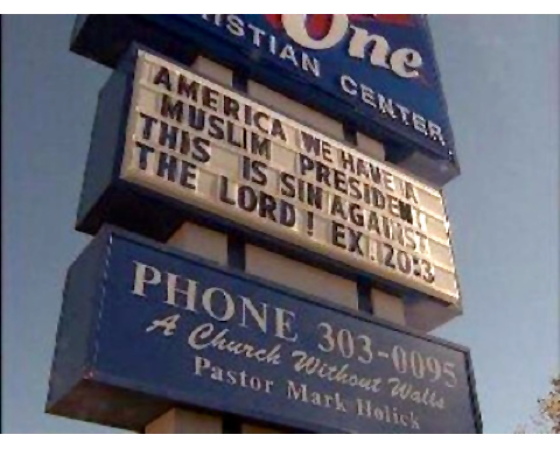 One
CHRISTIAN CENTER
AMERICA WE HAVE A
MUSLIM PRESIDENT
THIS IS SIN AGAINST
THE LORD! EX. 20:3
PHONE 303-0095
A Church Without Walls
Pastor Mark Holick